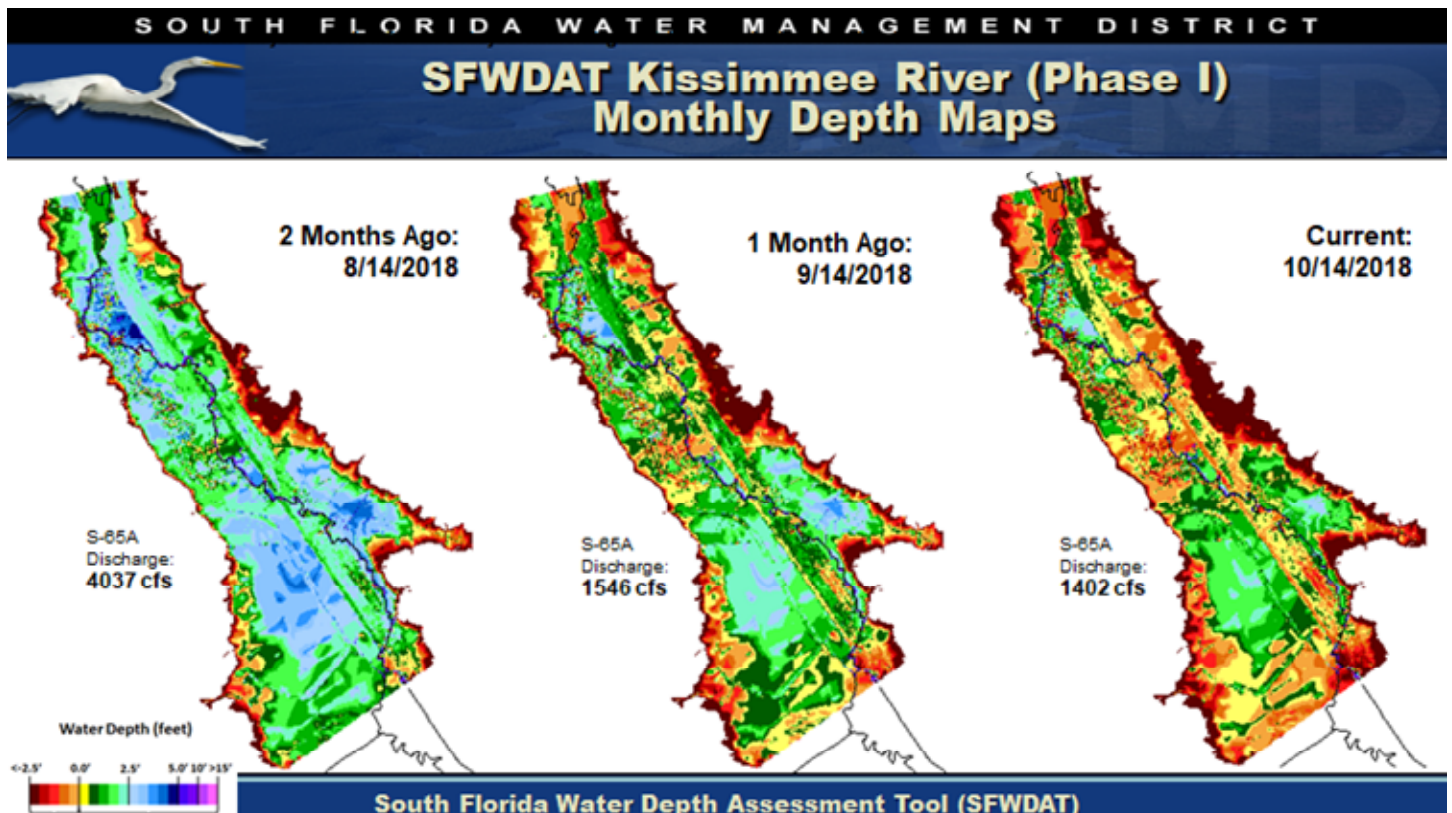 SOUTH FLORIDA WATER MANAGEMENT DISTRICT
SFWDAT Kissimmee River (Phase I)
Monthly Depth Maps
2 Months Ago:
8/14/2018
1 Month Ago:
9/14/2018
Current:
10/14/2018
S-65A
Discharge:
4037 cfs
S-65A
Discharge:
1546 cfs
S-65A
Discharge:
1402 cfs
Water Depth (feet)
<-2.5' 0.0' 2.5' 5.0' 10' >15'
South Florida Water Depth Assessment Tool (SFWDAT)